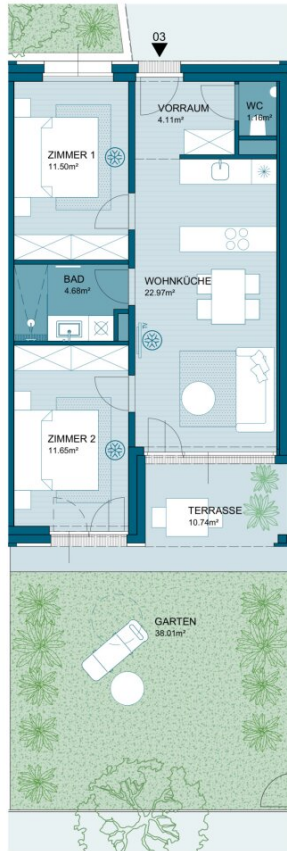 03
VORRAUM
4.11m²
WC
1.16m²
ZIMMER 1
11.50m²
BAD
4.68m²
WOHNKÜCHE
22.97m²
ZIMMER 2
11.65m²
TERRASSE
10.74m²
GARTEN
38.01m²